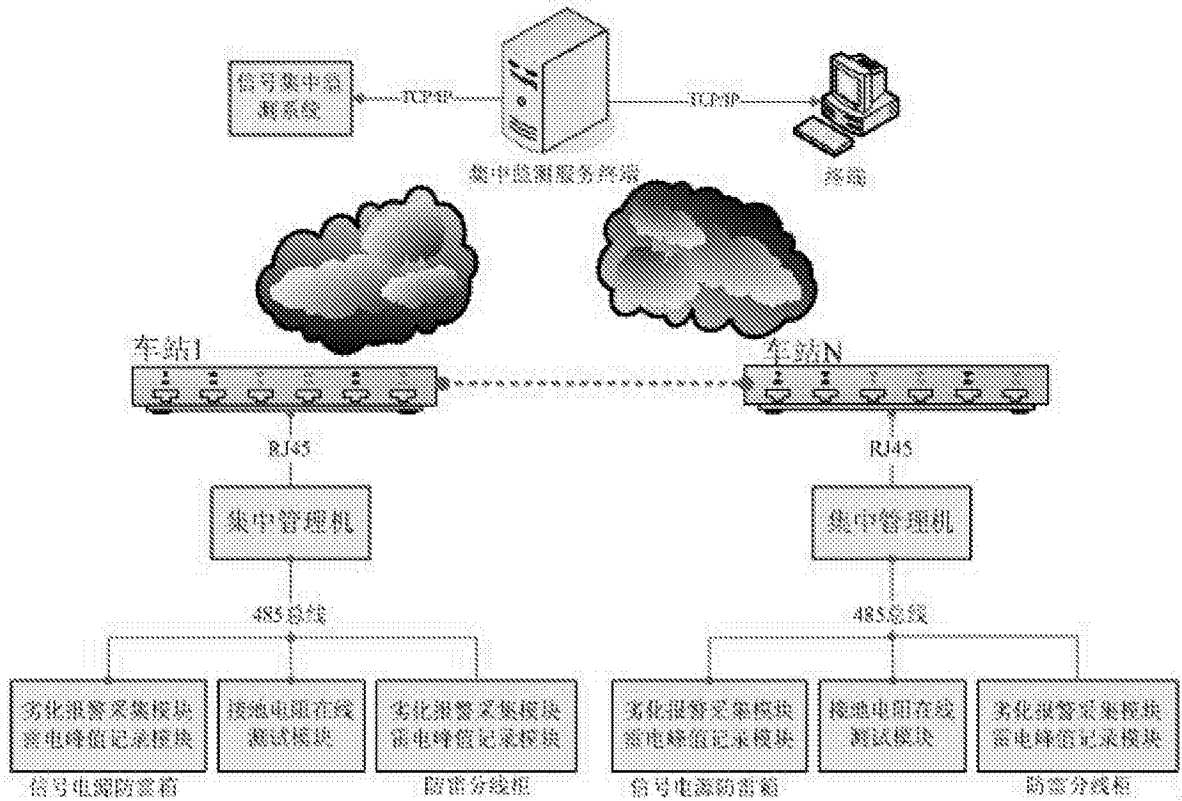 信号集中监
测系统
TCP/IP
TCP/IP
集中监测服务终端
终线
车站1
车站N
RJ45
RJ45
集中管理机
集中管理机
485总线
485总线
劣化报警采集模块
雷电峰值记录模块
接地电阻在线
测试模块
劣化报警采集模块
雷电峰值记录模块
劣化报警采集模块
雷电峰值记录模块
接地电阻在线
测试模块
劣化报警采集模块
雷电峰值记录模块
信号电源防雷箱
防雷分线柜
信号电源防雷箱
防雷分线柜